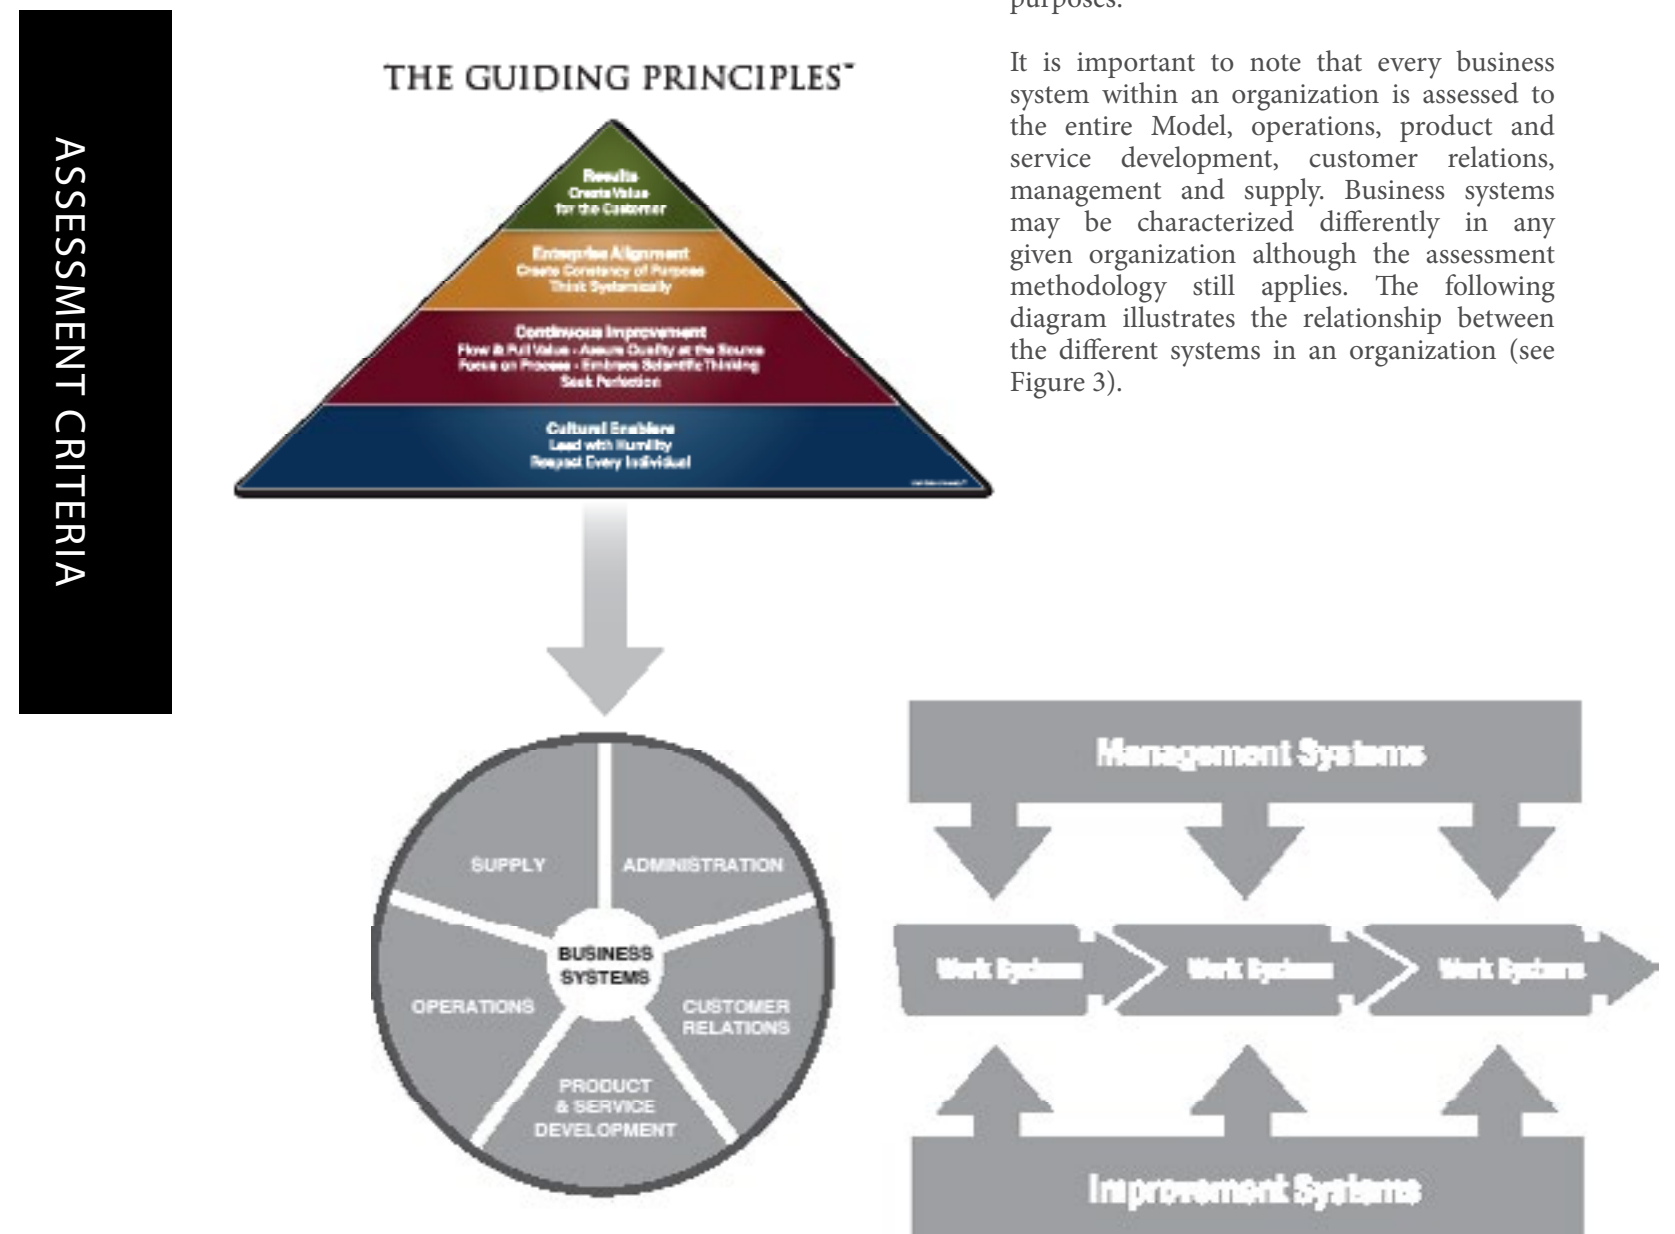 ASSESSMENT CRITERIA
purposes.
It is important to note that every business
system within an organization is assessed to
the entire Model, operations, product and
service development, customer relations,
management and supply. Business systems
may be characterized differently in any
given organization although the assessment
methodology still applies. The following
diagram illustrates the relationship between
the different systems in an organization (see
Figure 3).
THE GUIDING PRINCIPLES™
Results
Create Value
for the Customer
Enterprise Alignment
Create Constancy of Purpose
Think Systemically
Continuous Improvement
Flow & Pull Value • Assure Quality at the Source
Focus on Process • Embrace Scientific Thinking
Seek Perfection
Cultural Enablers
Lead with Humility
Respect Every Individual
SUPPLY
ADMINISTRATION
BUSINESS
SYSTEMS
OPERATIONS
CUSTOMER
RELATIONS
PRODUCT
& SERVICE
DEVELOPMENT
Management Systems
Work Systems
Work Systems
Work Systems
Improvement Systems